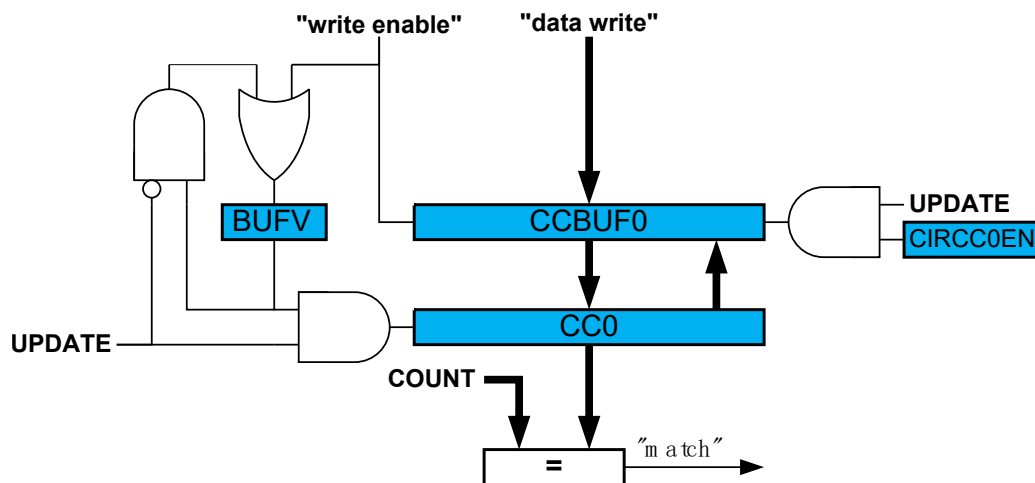 "write enable"
"data write"
BUFV
CCBUF0
UPDATE
CIRCC0EN
CC0
UPDATE
COUNT
=
"match"